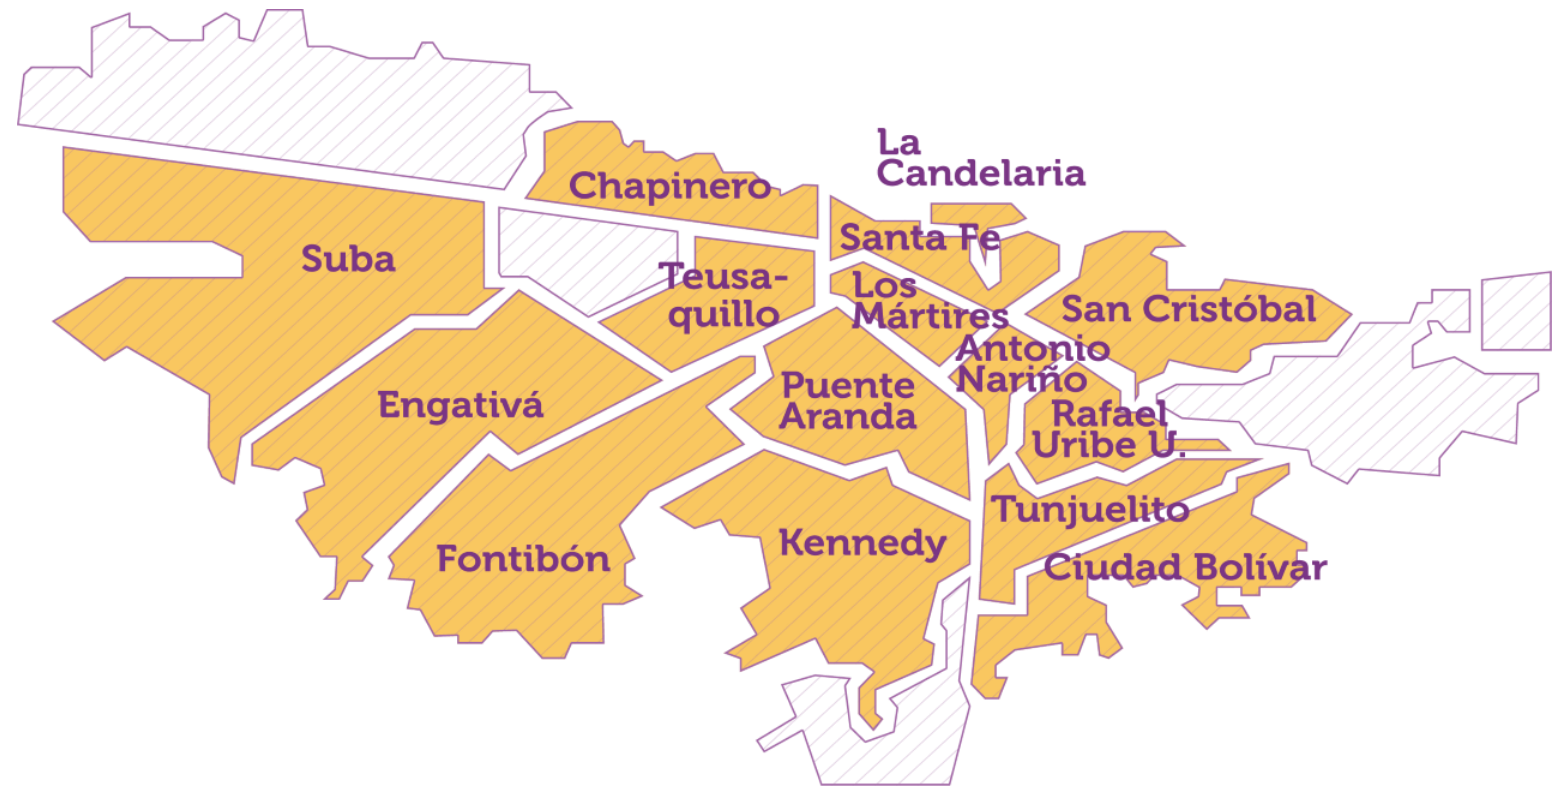 La
Candelaria
Chapinero
Santa Fe
Suba
Teusa-
quillo
Los
Mártires
San Cristóbal
Antonio
Nariño
Puente
Aranda
Engativá
Rafael
Uribe U.
Tunjuelito
Kennedy
Fontibón
Ciudad Bolívar